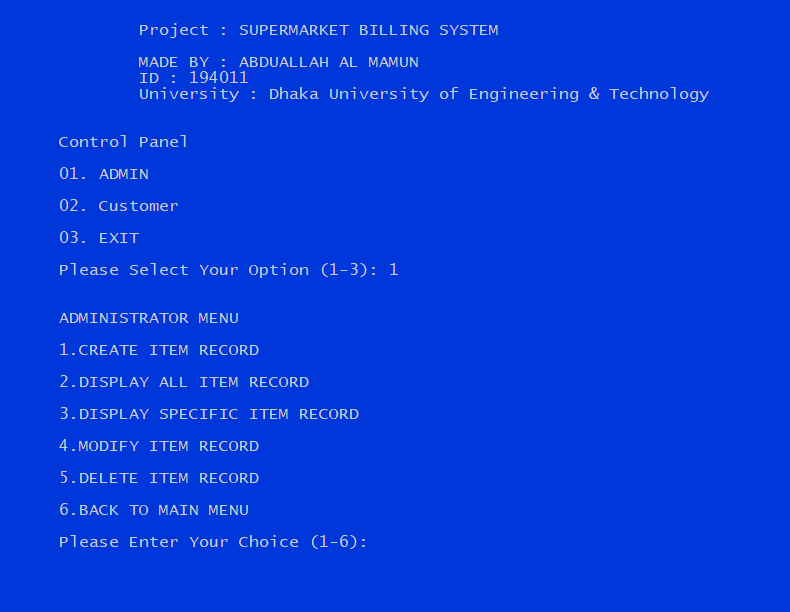 Project : SUPERMARKET BILLING SYSTEM
MADE BY : ABDUALLAH AL MAMUN
ID : 194011
University : Dhaka University of Engineering & Technology
Control Panel
01. ADMIN
02. Customer
03. EXIT
Please Select Your Option (1-3): 1
ADMINISTRATOR MENU
1.CREATE ITEM RECORD
2.DISPLAY ALL ITEM RECORD
3.DISPLAY SPECIFIC ITEM RECORD
4.MODIFY ITEM RECORD
5.DELETE ITEM RECORD
6.BACK TO MAIN MENU
Please Enter Your Choice (1-6):